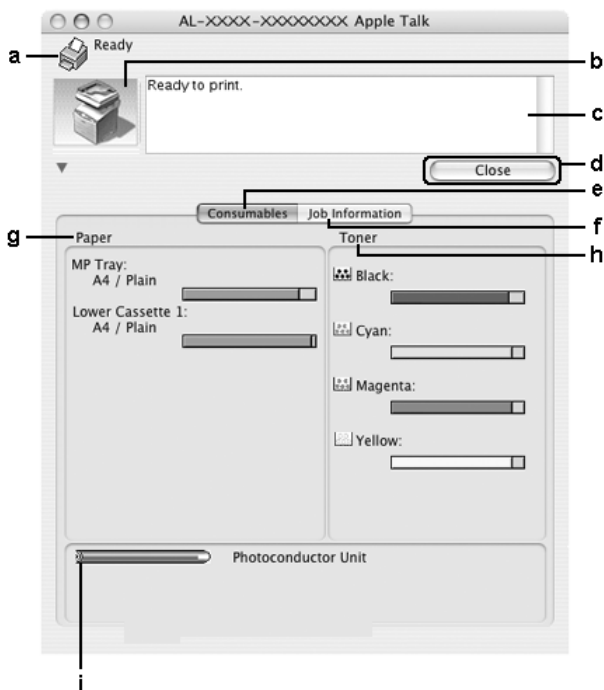 AL-XXXX-XXXXXXXX Apple Talk
a
Ready
b
Ready to print.
c
d
Close
e
Consumables
Job Information
f
g
Paper
Toner
h
MP Tray:
A4 / Plain
Black:
Lower Cassette 1:
A4 / Plain
Cyan:
Magenta:
Yellow:
Photoconductor Unit
i